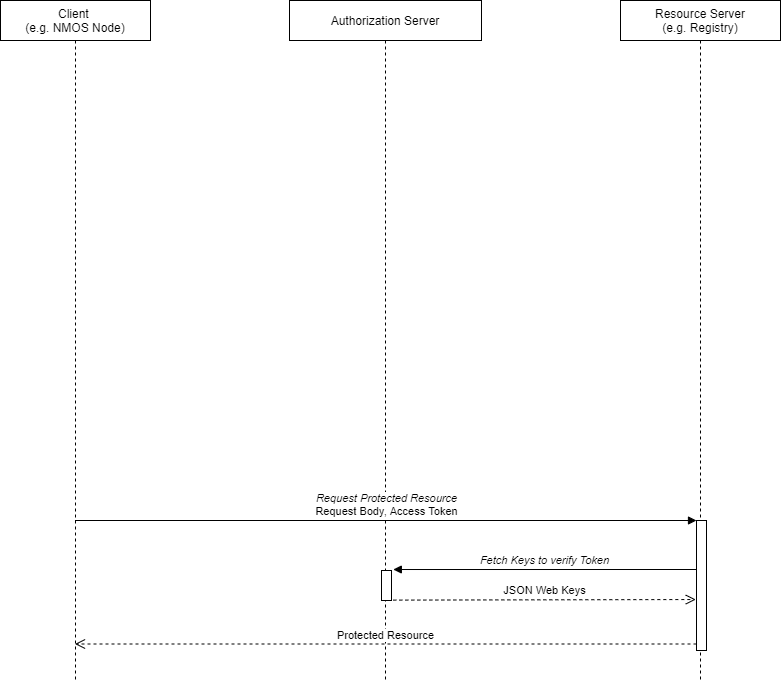 Client
(e.g. NMOS Node)
Authorization Server
Resource Server
(e.g. Registry)
Request Protected Resource
Request Body, Access Token
Fetch Keys to verify Token
JSON Web Keys
Protected Resource